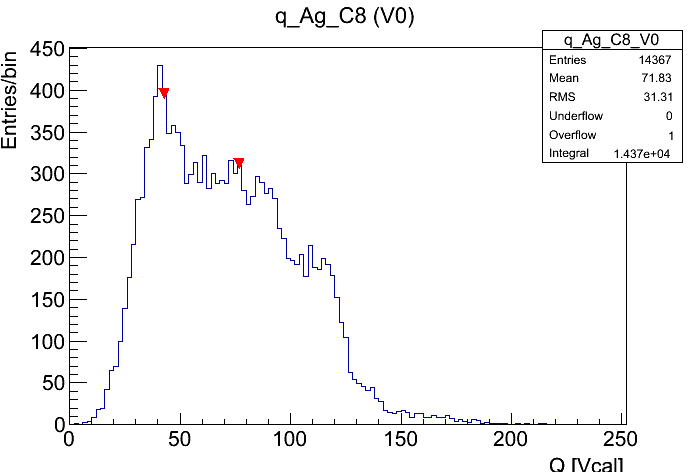 q_Ag_C8 (V0)
Entries/bin
q_Ag_C8_V0
Entries 14367
Mean 71.83
RMS 31.31
Underflow 0
Overflow 1
Integral 1.437e+04
450
400
350
300
250
200
150
100
50
0
0 50 100 150 200 250
Q [Vcal]